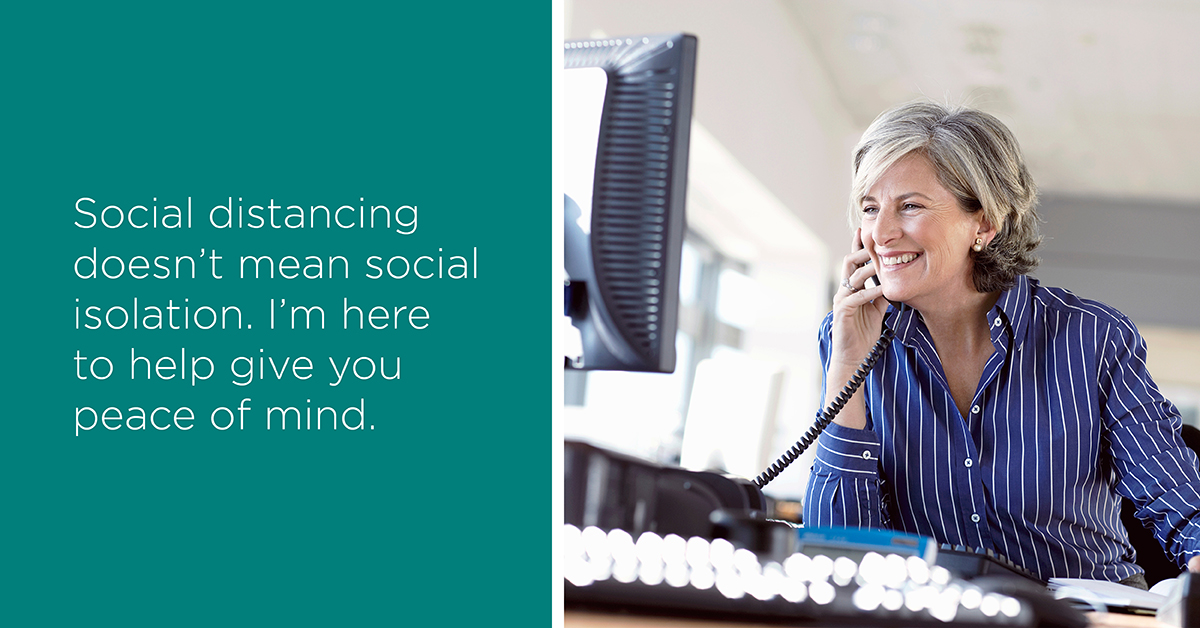 Social distancing
doesn’t mean social
isolation. I’m here
to help give you
peace of mind.